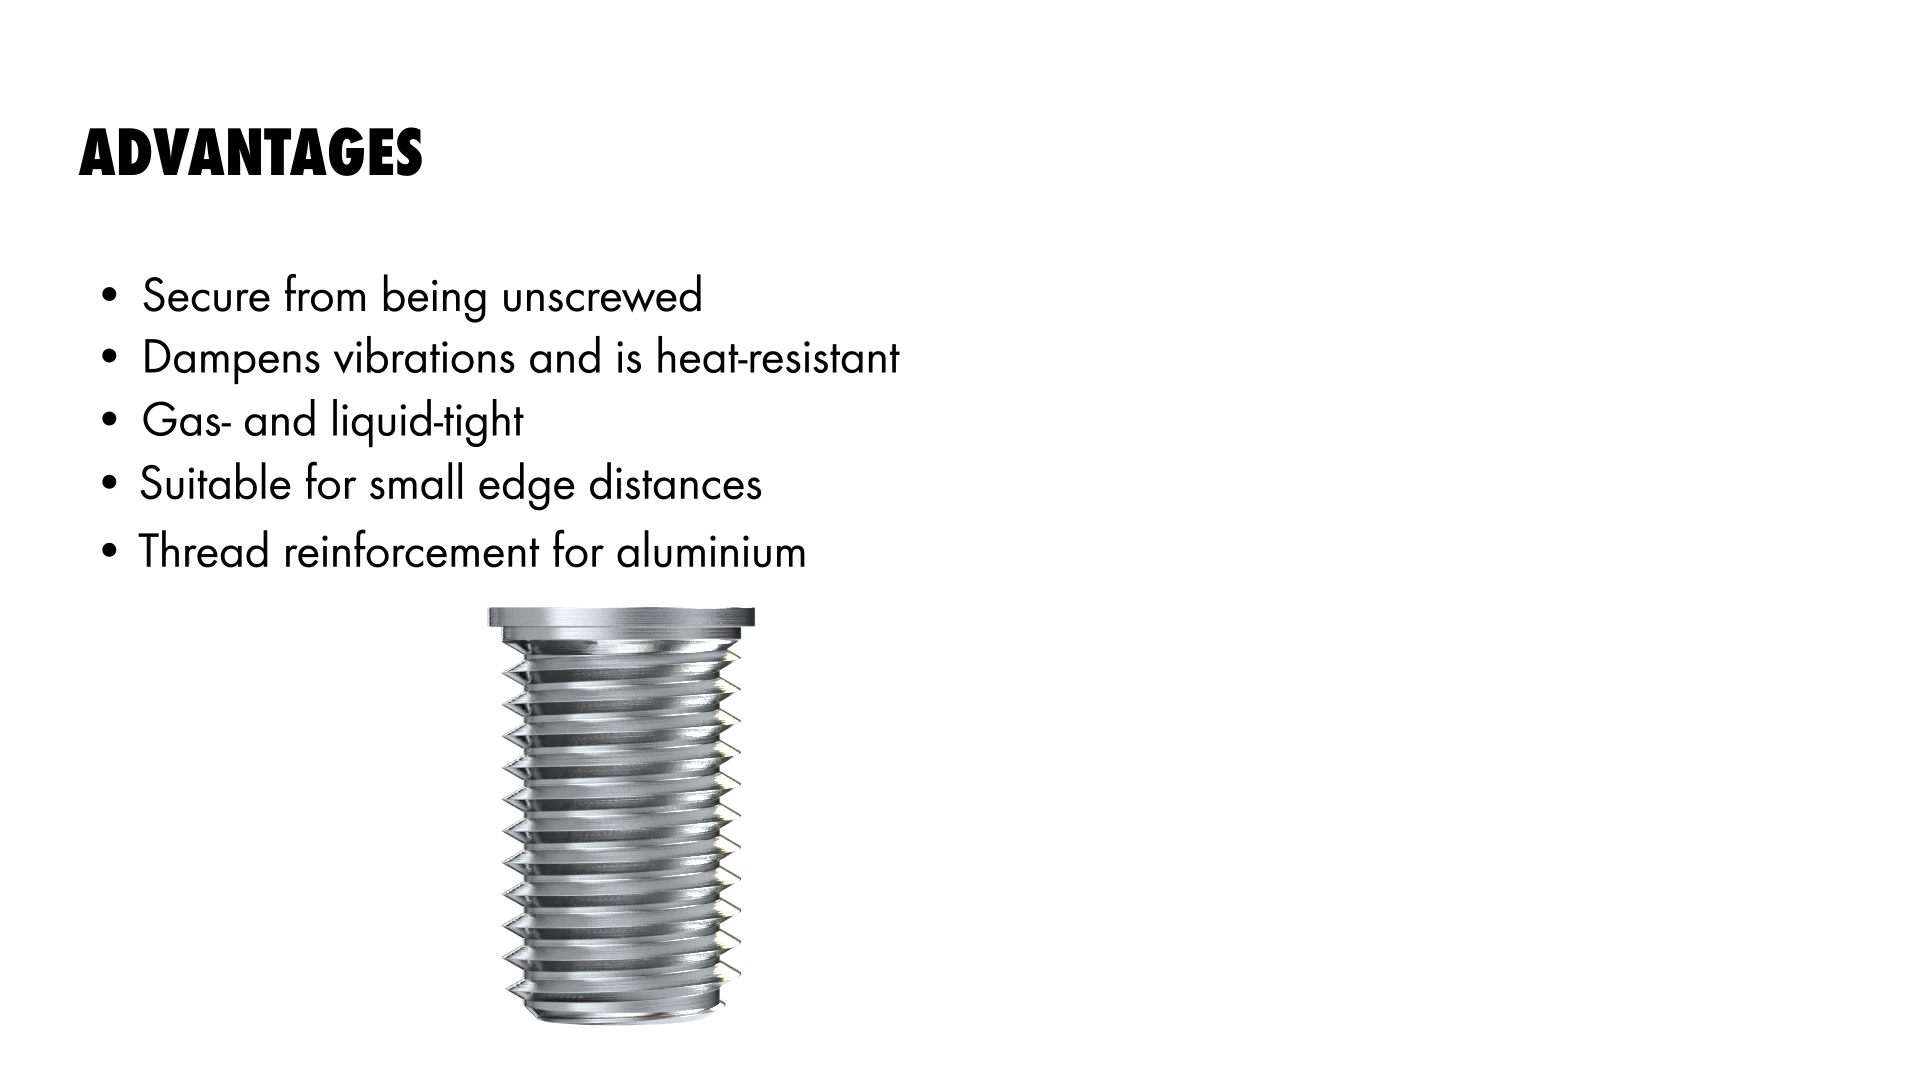 ADVANTAGES
• Secure from being unscrewed
• Dampens vibrations and is heat-resistant
• Gas- and liquid-tight
• Suitable for small edge distances
• Thread reinforcement for aluminium